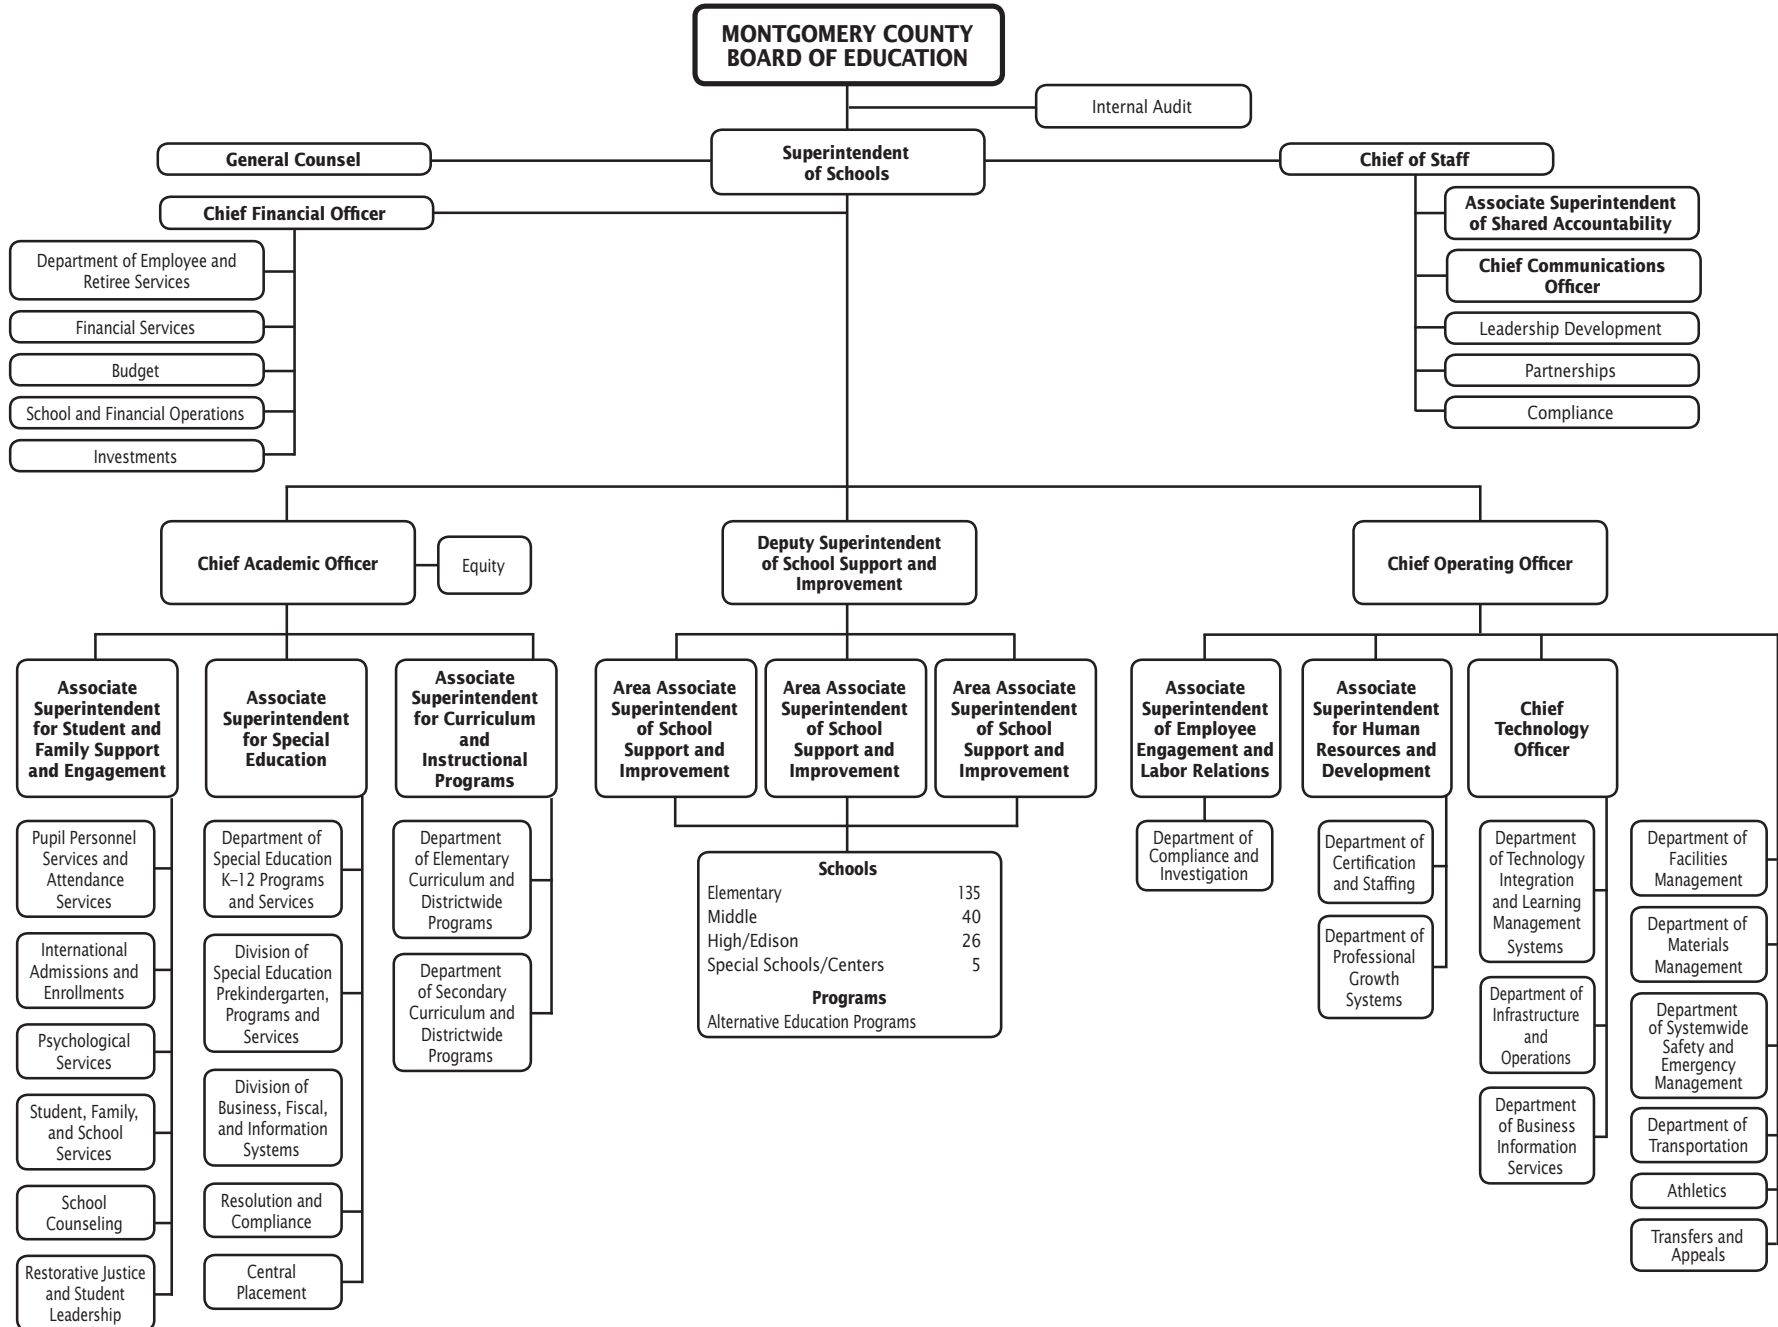 MONTGOMERY COUNTY
BOARD OF EDUCATION
Internal Audit
General Counsel
Superintendent
of Schools
Chief of Staff
Chief Financial Officer
Department of Employee and
Retiree Services
Financial Services
Budget
School and Financial Operations
Investments
Associate Superintendent
of Shared Accountability
Chief Communications
Officer
Leadership Development
Partnerships
Compliance
Chief Academic Officer
Equity
Deputy Superintendent
of School Support and
Improvement
Chief Operating Officer
Associate
Superintendent
for Student and
Family Support
and Engagement
Associate
Superintendent
for Special
Education
Associate
Superintendent
for Curriculum
and
Instructional
Programs
Area Associate
Superintendent
of School
Support and
Improvement
Area Associate
Superintendent
of School
Support and
Improvement
Area Associate
Superintendent
of School
Support and
Improvement
Associate
Superintendent
of Employee
Engagement and
Labor Relations
Associate
Superintendent
for Human
Resources and
Development
Chief
Technology
Officer
Pupil Personnel
Services and
Attendance
Services
International
Admissions and
Enrollments
Psychological
Services
Student, Family,
and School
Services
School
Counseling
Restorative Justice
and Student
Leadership
Department of
Special Education
K–12 Programs
and Services
Division of
Special Education
Prekindergarten,
Programs and
Services
Division of
Business, Fiscal,
and Information
Systems
Resolution and
Compliance
Central
Placement
Department
of Elementary
Curriculum and
Districtwide
Programs
Department
of Secondary
Curriculum and
Districtwide
Programs
Schools
Elementary 135
Middle 40
High/Edison 26
Special Schools/Centers 5
Programs
Alternative Education Programs
Department of
Compliance and
Investigation
Department of
Certification
and Staffing
Department of
Professional
Growth
Systems
Department
of Technology
Integration
and Learning
Management
Systems
Department of
Infrastructure
and
Operations
Department
of Business
Information
Services
Department of
Facilities
Management
Department of
Materials
Management
Department
of Systemwide
Safety and
Emergency
Management
Department of
Transportation
Athletics
Transfers and
Appeals